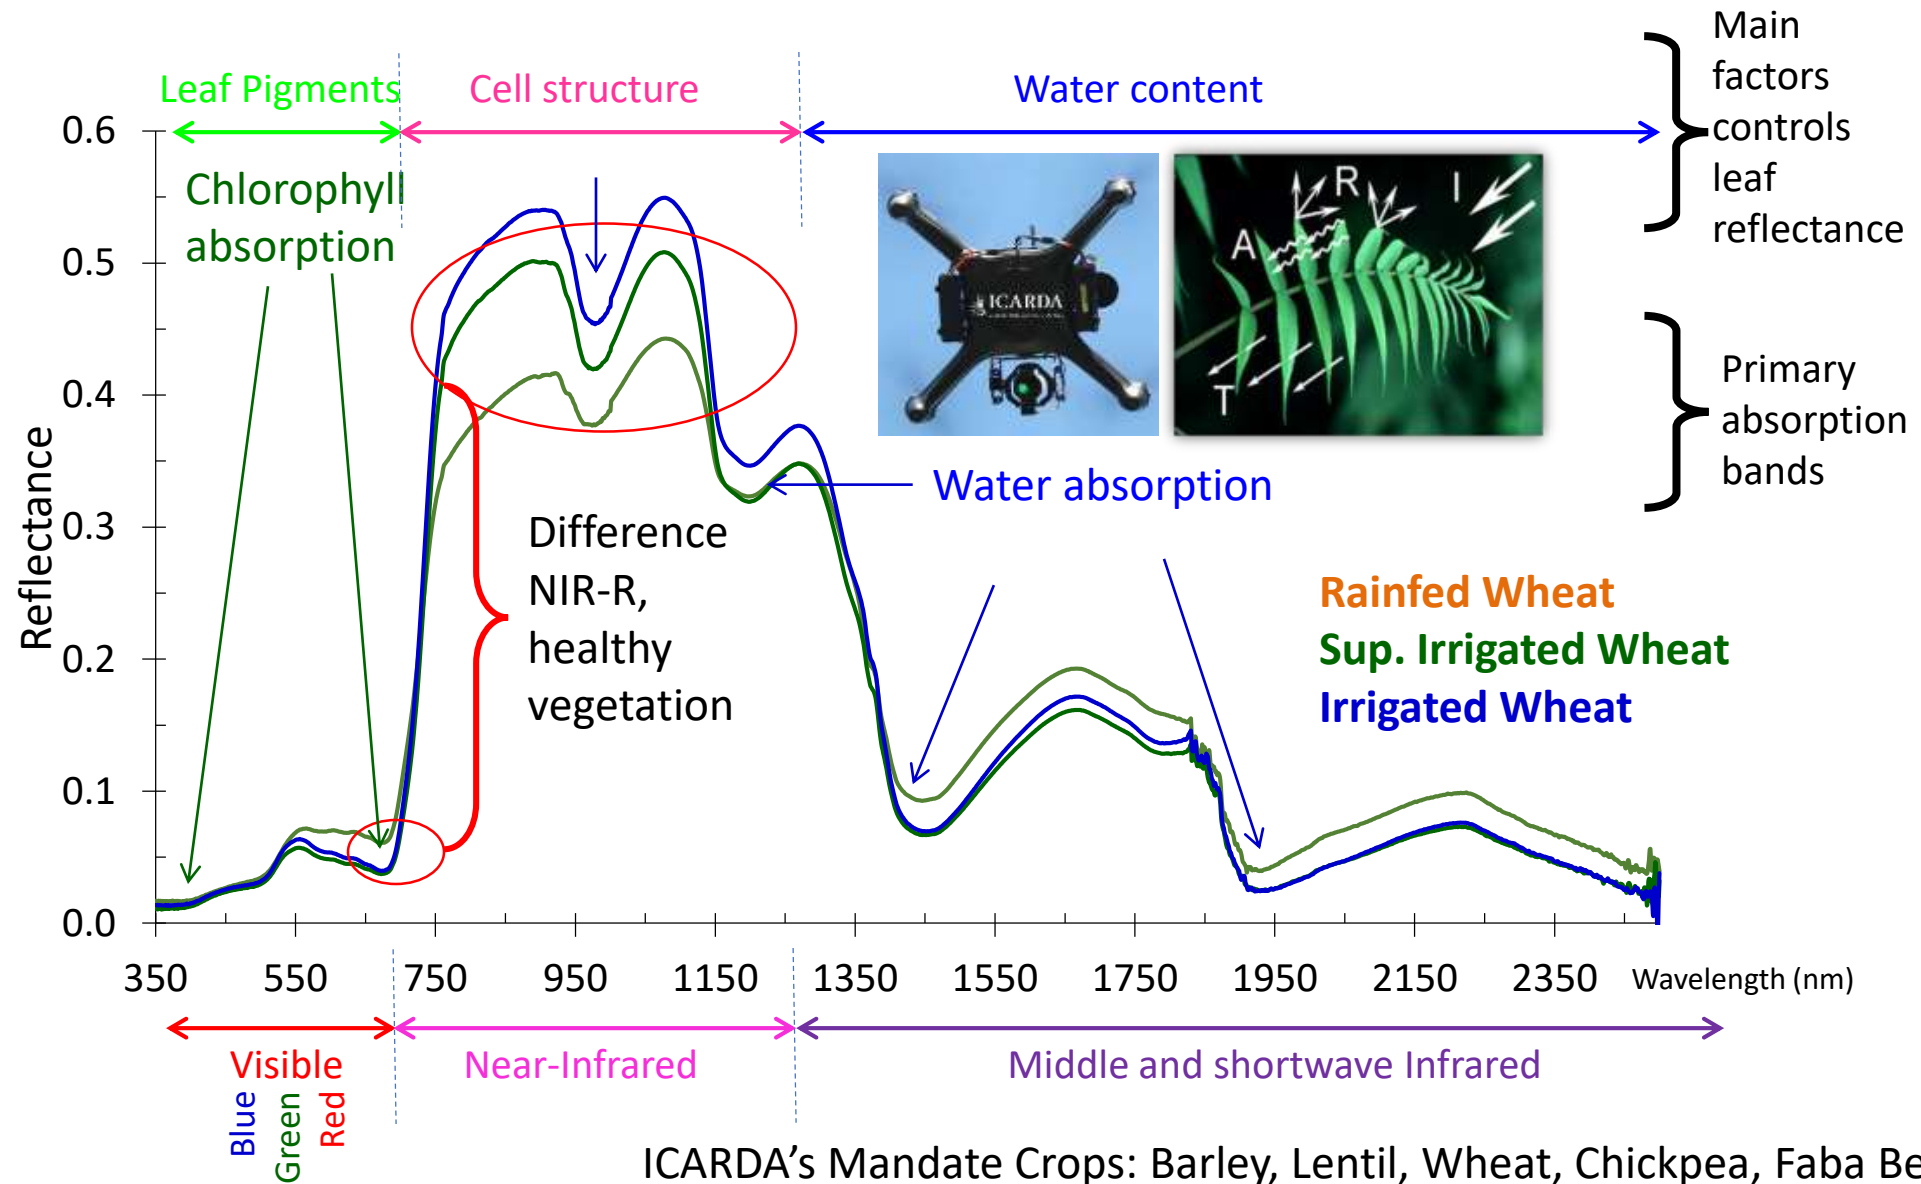 Main
factors
controls
leaf
reflectance
Leaf Pigments
Cell structure
Water content
0.6
0.5
0.4
0.3
0.2
0.1
0.0
Reflectance
Chlorophyll
absorption
ICARDA
R
I
A
T
Primary
absorption
bands
Water absorption
Difference
NIR-R,
healthy
vegetation
Rainfed Wheat
Sup. Irrigated Wheat
Irrigated Wheat
350 550 750 950 1150 1350 1550 1750 1950 2150 2350 Wavelength (nm)
Visible
Near-Infrared
Middle and shortwave Infrared
Blue
Green
Red
ICARDA’s Mandate Crops: Barley, Lentil, Wheat, Chickpea, Faba Be